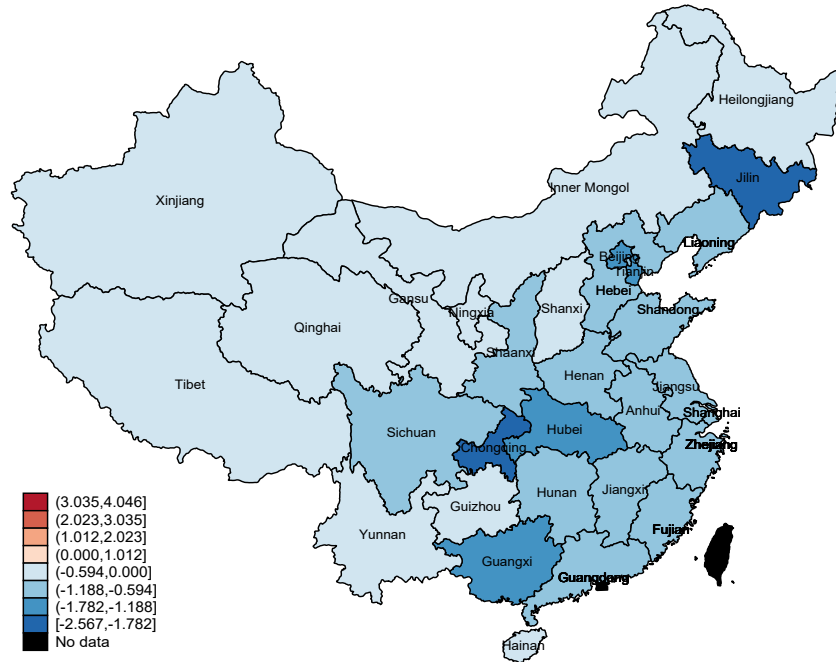 Heilongjiang
Jilin
Xinjiang
Inner Mongol
Liaoning
Beijing
Tianjin
Hebei
Gansu
Ningxia
Shanxi
Shandong
Qinghai
Shaanxi
Henan
Jiangsu
Tibet
Anhui
Shanghai
Sichuan
Hubei
Chongqing
Zhejiang
Hunan
Jiangxi
Guizhou
Yunnan
Fujian
Guangxi
Guangdong
Hainan
(3.035,4.046]
(2.023,3.035]
(1.012,2.023]
(0.000,1.012]
(-0.594,0.000]
(-1.188,-0.594]
(-1.782,-1.188]
[-2.567,-1.782]
No data